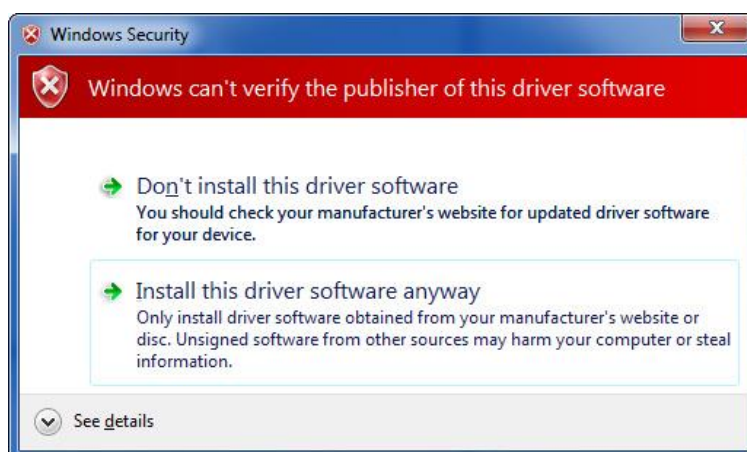 Windows Security
Windows can't verify the publisher of this driver software
Don't install this driver software
You should check your manufacturer's website for updated driver software
for your device.
Install this driver software anyway
Only install driver software obtained from your manufacturer's website or
disc. Unsigned software from other sources may harm your computer or steal
information.
See details